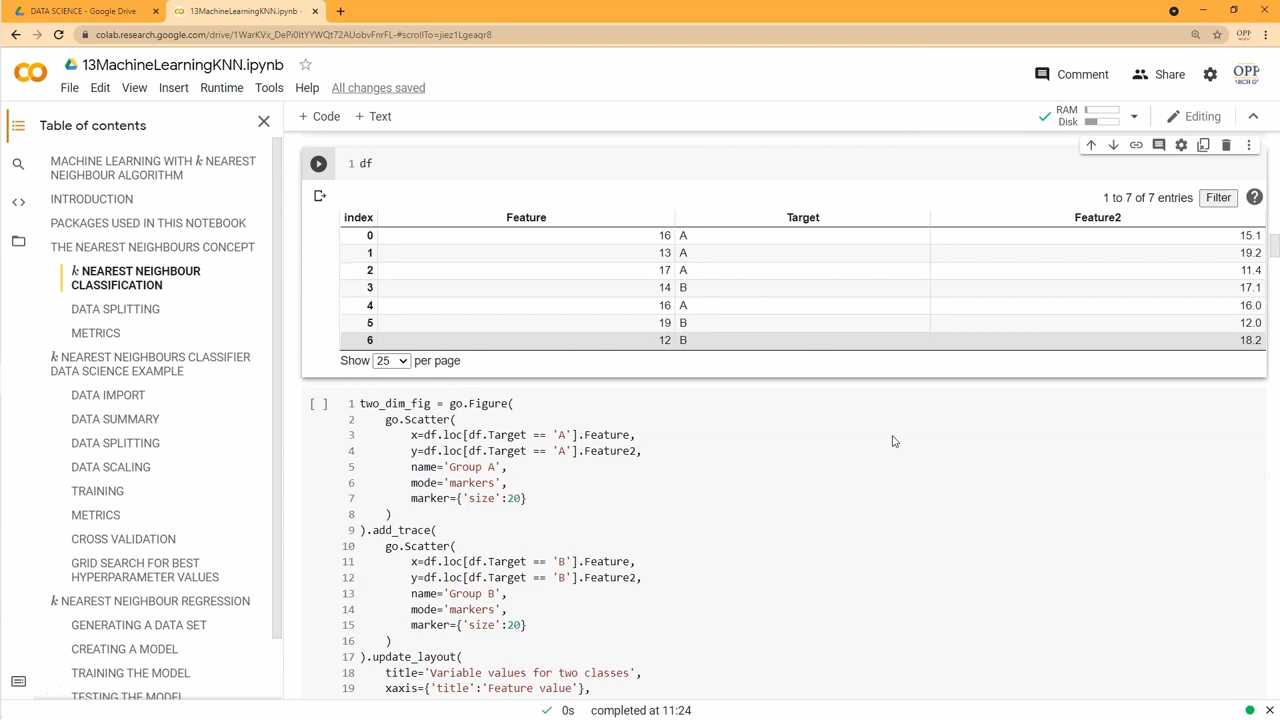 DATA SCIENCE - Google Drive
13MachineLearningKNN.ipynb
colab.research.google.com/drive/1WarKVx_DePi0ItYYWQt72AUobvFnrFL-#scrollTo=jiez1Lgeaqr8
OPP
13MachineLearningKNN.ipynb
Comment
Share
OPP
File Edit View Insert Runtime Tools Help All changes saved
Table of contents
+ Code + Text
RAM
Disk
Editing
MACHINE LEARNING WITH k NEAREST
NEIGHBOUR ALGORITHM
INTRODUCTION
PACKAGES USED IN THIS NOTEBOOK
THE NEAREST NEIGHBOURS CONCEPT
k NEAREST NEIGHBOUR
CLASSIFICATION
DATA SPLITTING
METRICS
k NEAREST NEIGHBOURS CLASSIFIER
DATA SCIENCE EXAMPLE
DATA IMPORT
DATA SUMMARY
DATA SPLITTING
DATA SCALING
TRAINING
METRICS
CROSS VALIDATION
GRID SEARCH FOR BEST
HYPERPARAMETER VALUES
k NEAREST NEIGHBOUR REGRESSION
GENERATING A DATA SET
CREATING A MODEL
TRAINING THE MODEL
TESTING THE MODEL
1 df
1 to 7 of 7 entries Filter
index Feature Target Feature2
0 16 A 15.1
1 13 A 19.2
2 17 A 11.4
3 14 B 17.1
4 16 A 16.0
5 19 B 12.0
6 12 B 18.2
Show 25 per page
[ ] 1 two_dim_fig = go.Figure(
2 go.Scatter(
3 x=df.loc[df.Target == 'A'].Feature,
4 y=df.loc[df.Target == 'A'].Feature2,
5 name='Group A',
6 mode='markers',
7 marker={'size':20}
8 )
9 ).add_trace(
10 go.Scatter(
11 x=df.loc[df.Target == 'B'].Feature,
12 y=df.loc[df.Target == 'B'].Feature2,
13 name='Group B',
14 mode='markers',
15 marker={'size':20}
16 )
17 ).update_layout(
18 title='Variable values for two classes',
19 xaxis={'title':'Feature value'},
0s completed at 11:24